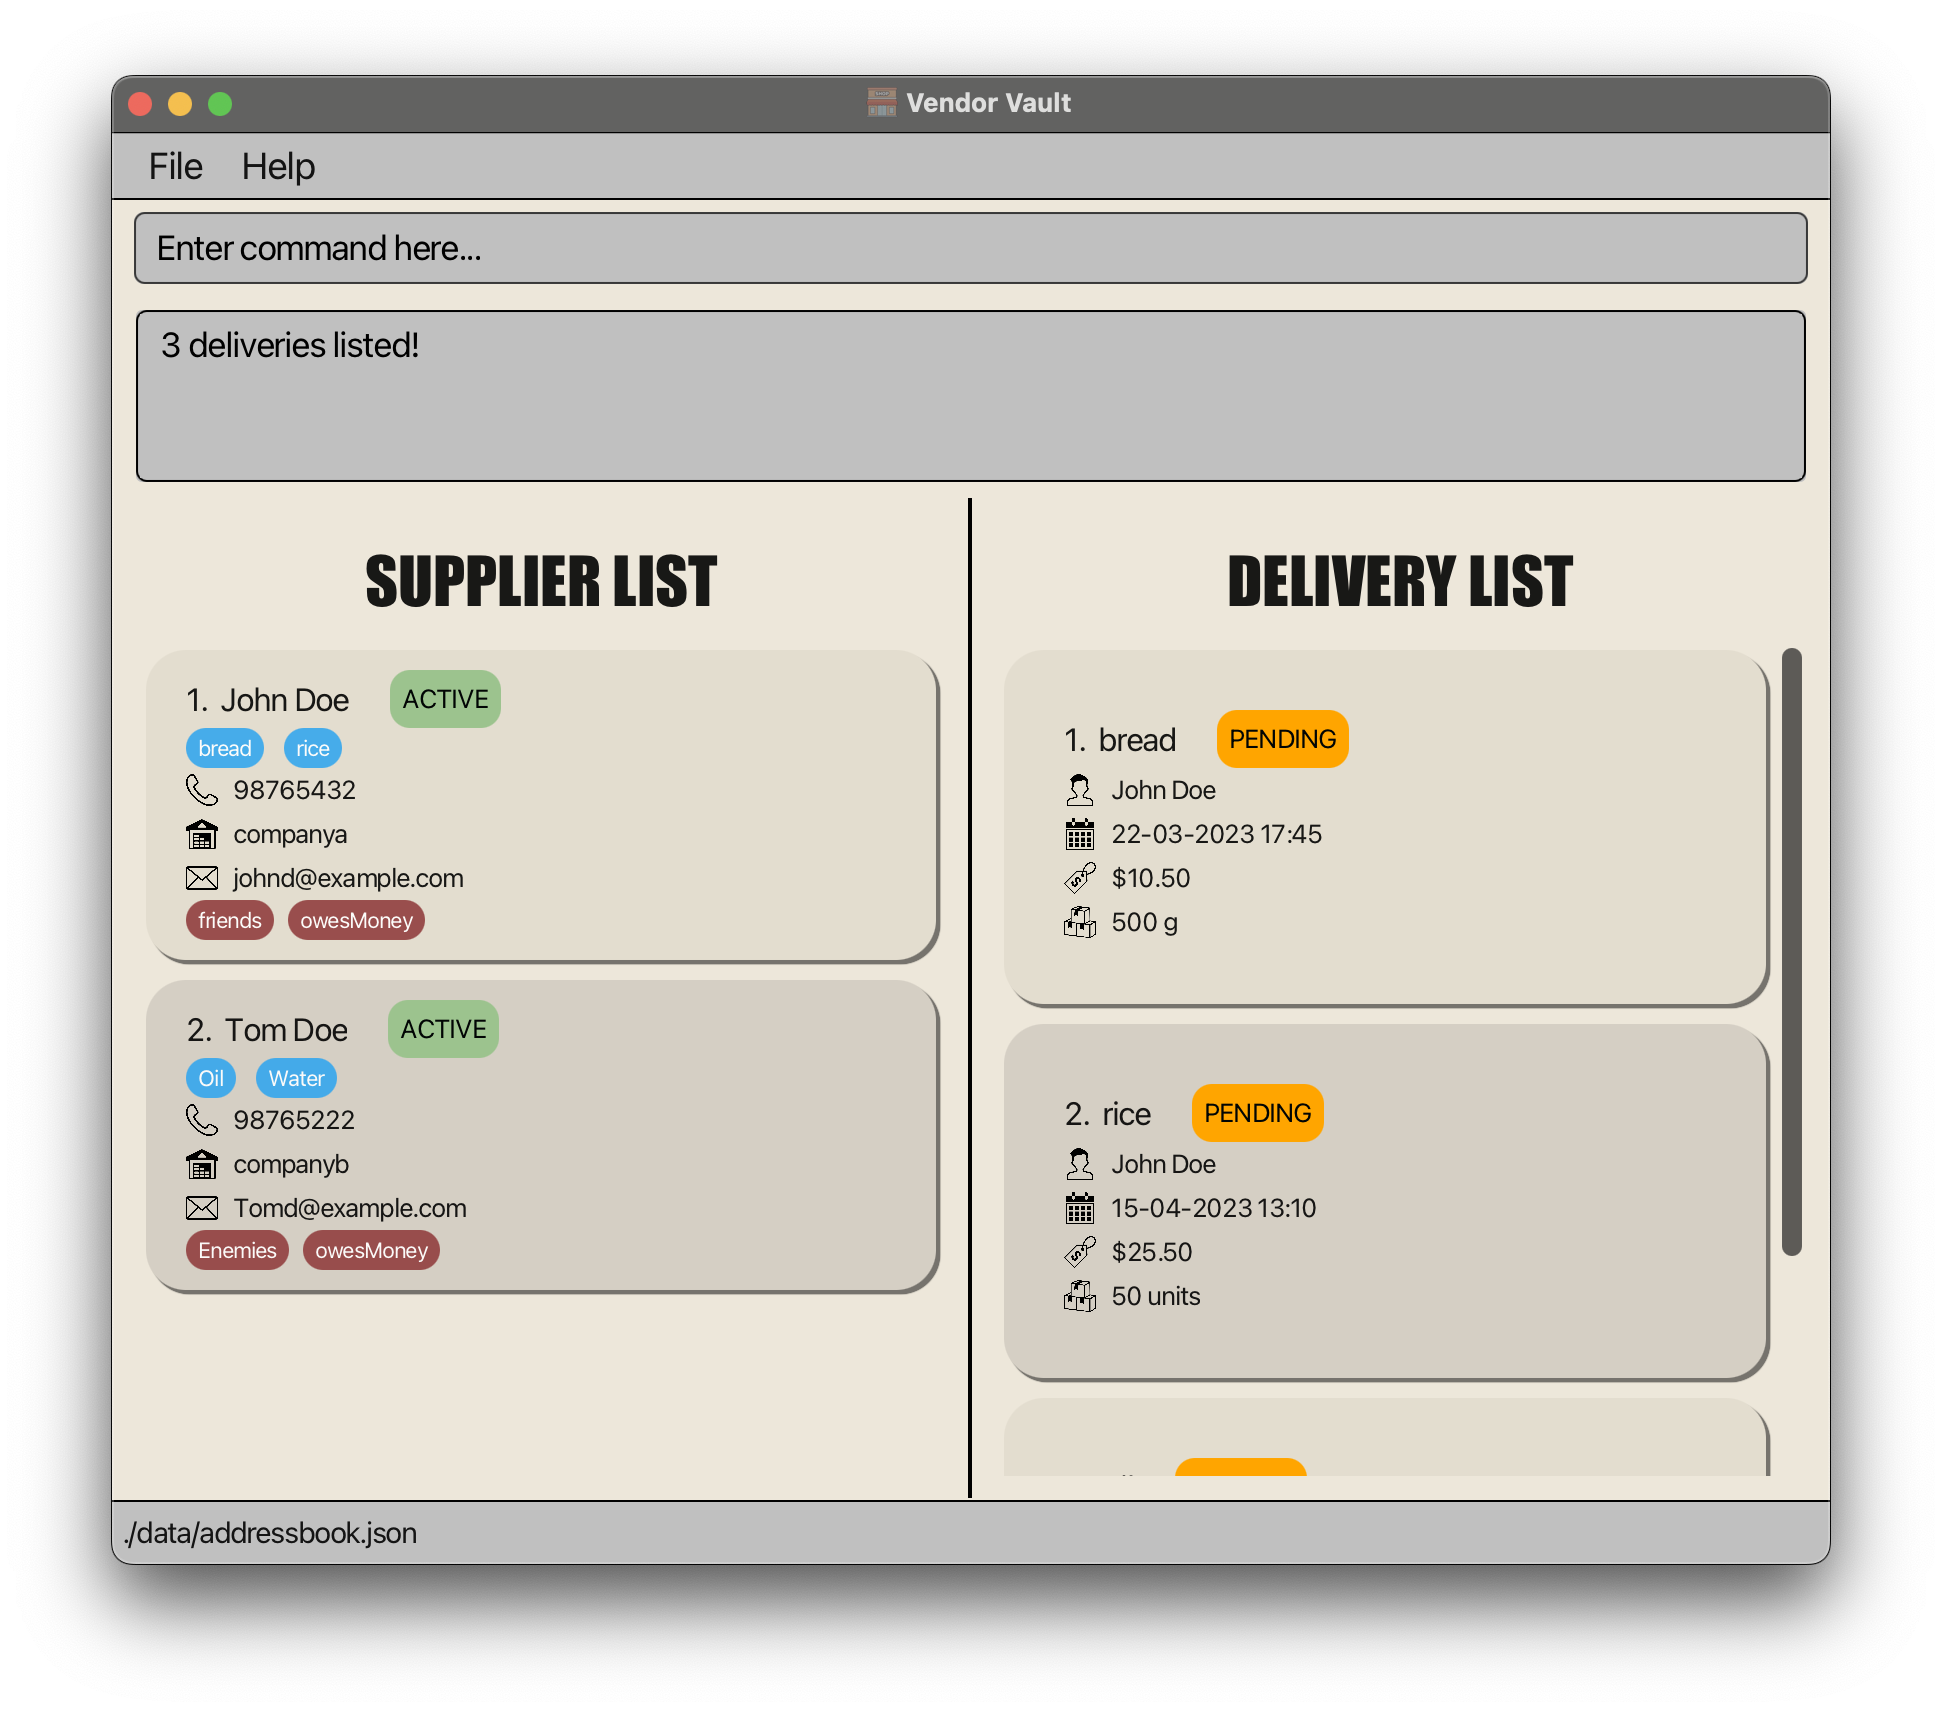 Vendor Vault
File Help
Enter command here...
3 deliveries listed!
SUPPLIER LIST
1. John Doe ACTIVE
bread rice
98765432
companya
johnd@example.com
friends owesMoney
2. Tom Doe ACTIVE
Oil Water
98765222
companyb
Tomd@example.com
Enemies owesMoney
DELIVERY LIST
1. bread PENDING
John Doe
22-03-2023 17:45
$10.50
500 g
2. rice PENDING
John Doe
15-04-2023 13:10
$25.50
50 units
./data/addressbook.json